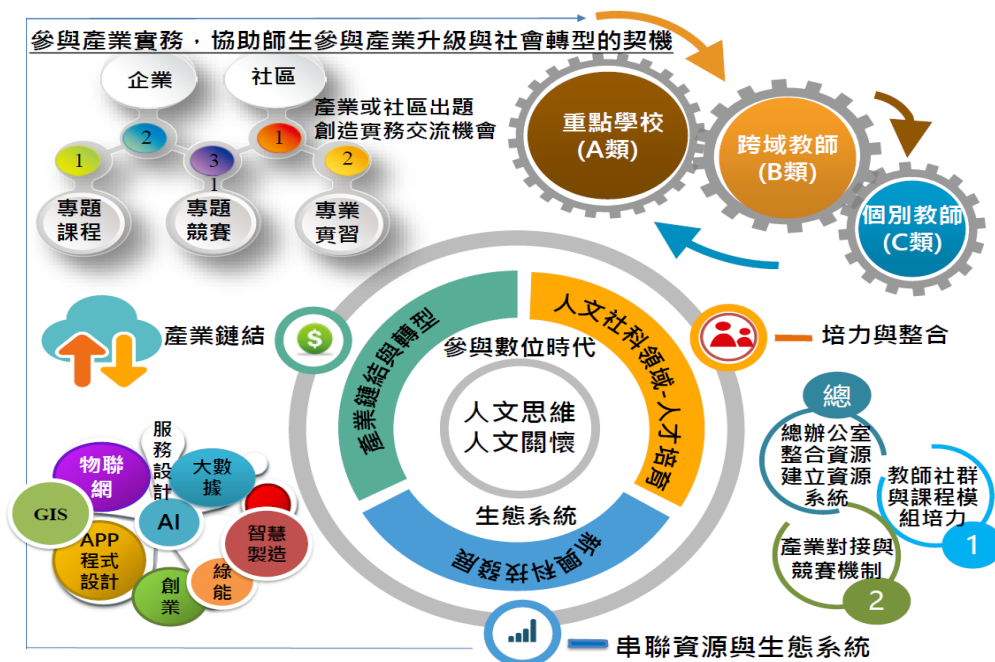 參與產業實務，協助師生參與產業升級與社會轉型的契機
企業
社區
產業或社區出題
創造實務交流機會
1
2
3
1
1
2
專題
課程
專題
競賽
專業
實習
重點學校
(A類)
跨域教師
(B類)
個別教師
(C類)
產業鏈結
$
產業鏈結與轉型
人文社科領域-人才培育
新興科技發展
參與數位時代
人文思維
人文關懷
生態系統
培力與整合
物聯
網
服
務
設
計
大數
據
GIS
AI
智慧
製造
APP
程式
設計
創
業
綠
能
總
總辦公室
整合資源
建立資源
系統
教師社群
與課程模
組培力
1
產業對接與
競賽機制
2
串聯資源與生態系統